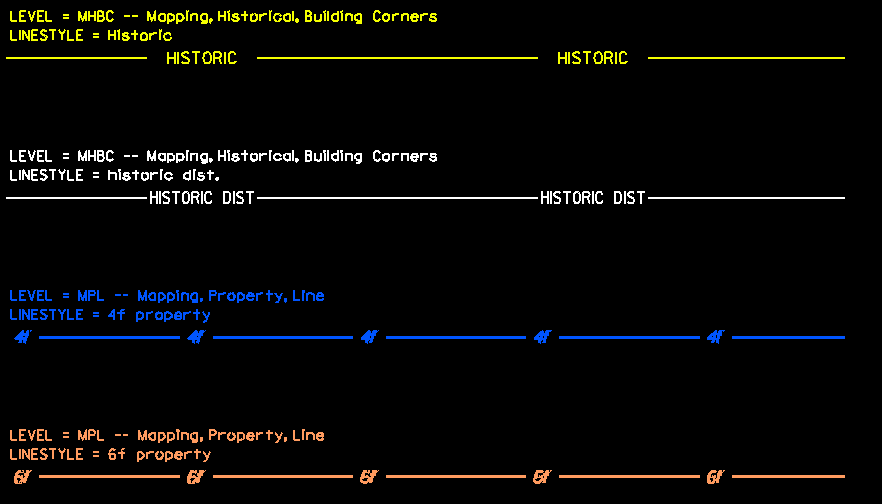 LEVEL = MHBC -- Mapping, Historical, Building Corners
LINESTYLE = Historic
HISTORIC HISTORIC
LEVEL = MHBC -- Mapping, Historical, Building Corners
LINESTYLE = historic dist.
HISTORIC DIST HISTORIC DIST
LEVEL = MPL -- Mapping, Property, Line
LINESTYLE = 4f property
4f 4f 4f 4f 4f
LEVEL = MPL -- Mapping, Property, Line
LINESTYLE = 6f property
6f 6f 6f 6f 6f